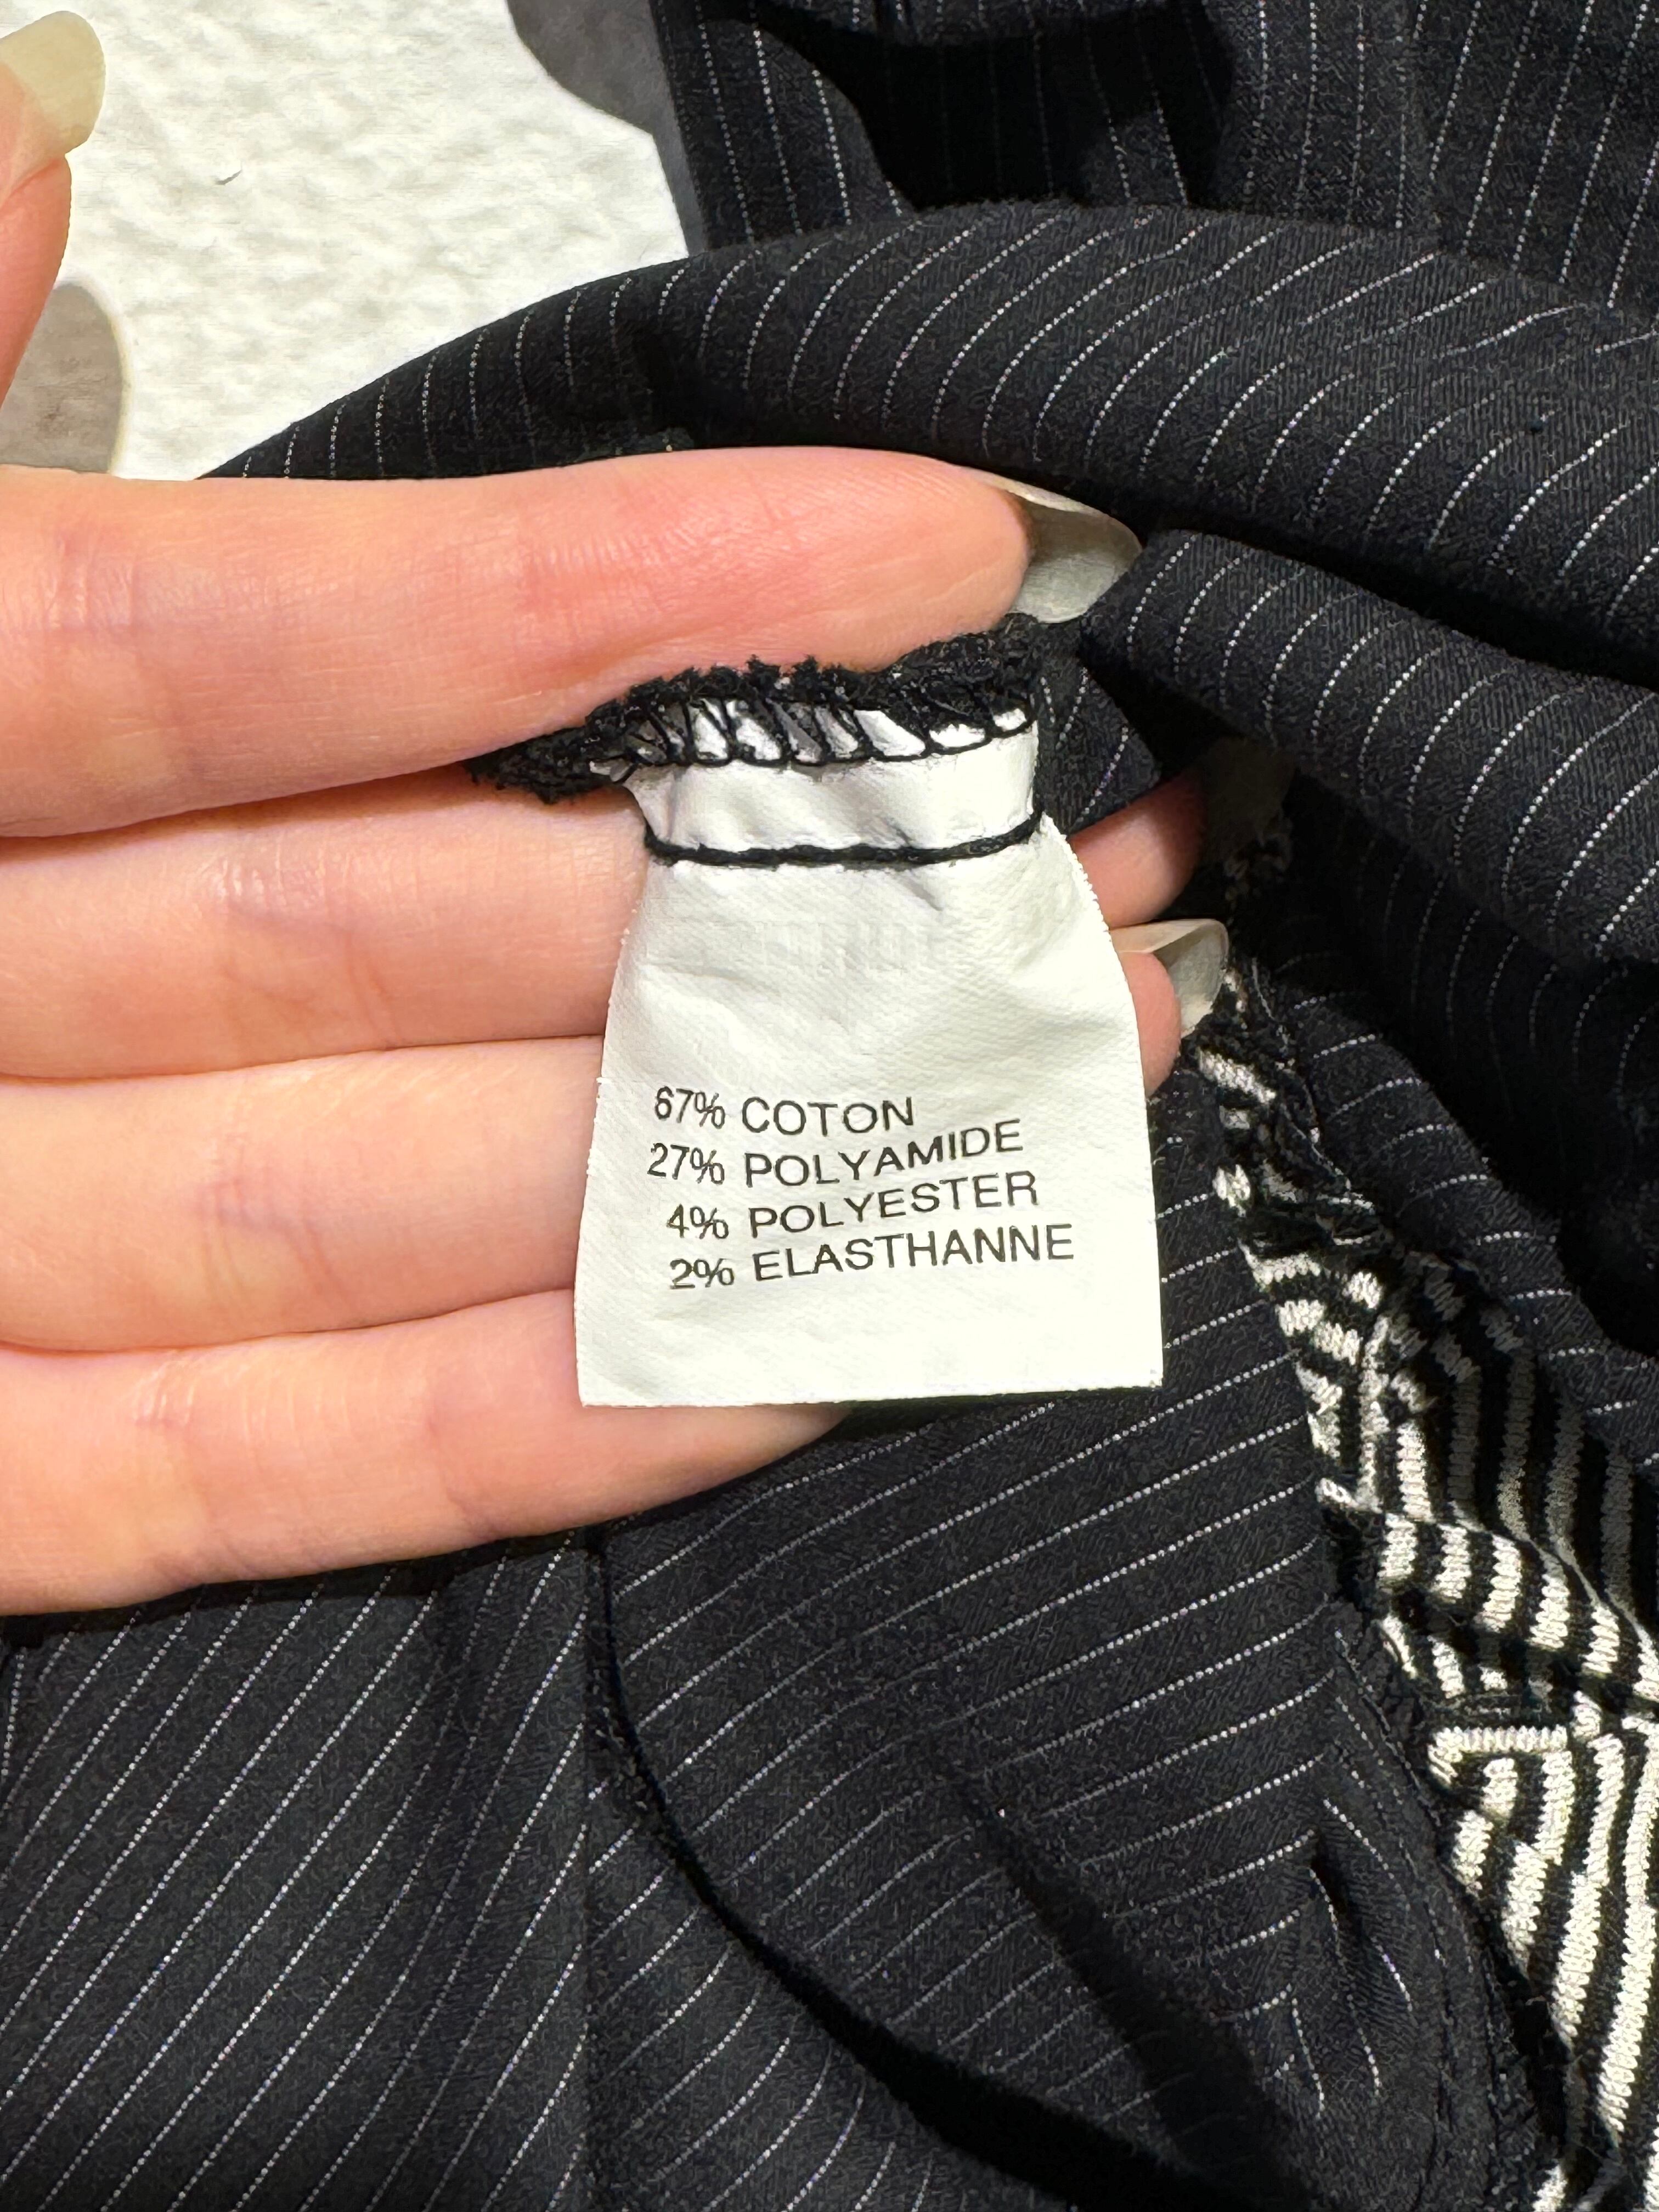 67% COTON
27% POLYAMIDE
4% POLYESTER
2% ELASTHANNE